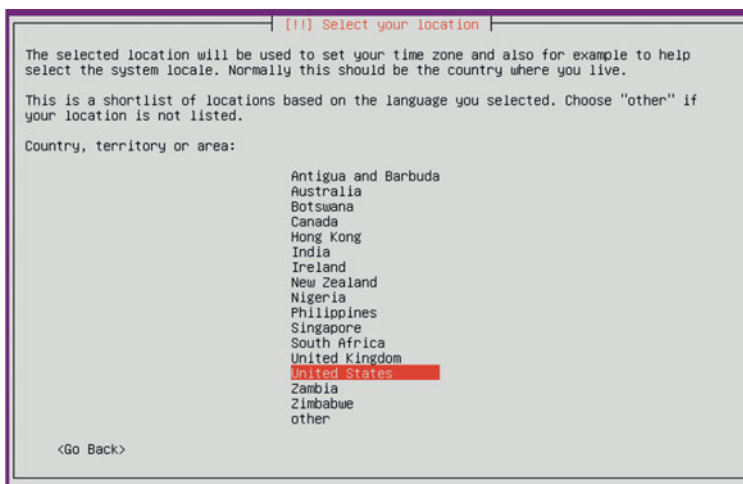 [!!] Select your location
The selected location will be used to set your time zone and also for example to help
select the system locale. Normally this should be the country where you live.
This is a shortlist of locations based on the language you selected. Choose "other" if
your location is not listed.
Country, territory or area:
Antigua and Barbuda
Australia
Botswana
Canada
Hong Kong
India
Ireland
New Zealand
Nigeria
Philippines
Singapore
South Africa
United Kingdom
United States
Zambia
Zimbabwe
other
<Go Back>